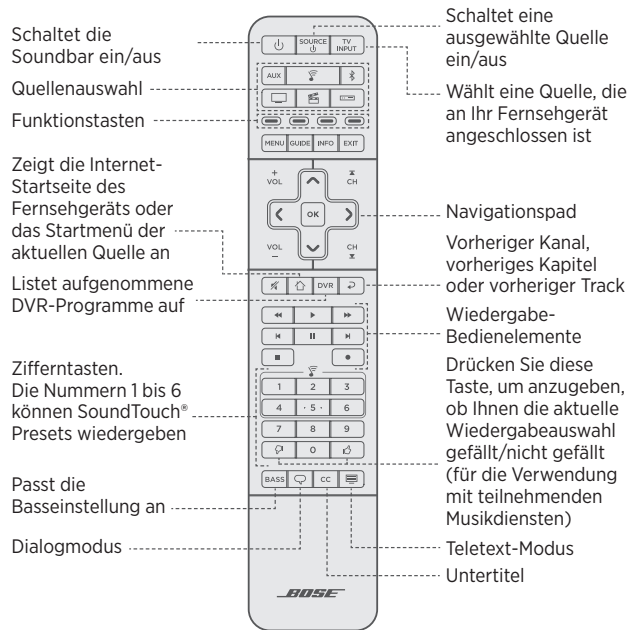 Schaltet die
Soundbar ein/aus
Quellenauswahl
Funktionstasten
Zeigt die Internet-
Startseite des
Fernsehgeräts oder
das Startmenü der
aktuellen Quelle an
Listet aufgenommene
DVR-Programme auf
Zifferntasten.
Die Nummern 1 bis 6
können SoundTouch®
Presets wiedergeben
Passt die
Basseinstellung an
Dialogmodus
SOURCE
TV
INPUT
AUX
MENU GUIDE INFO EXIT
+
VOL
CH
OK
VOL
–
CH
DVR
1 2 3
4 · 5 · 6
7 8 9
0
BASS CC
BOSE
Schaltet eine
ausgewählte Quelle
ein/aus
Wählt eine Quelle, die
an Ihr Fernsehgerät
angeschlossen ist
Navigationspad
Vorheriger Kanal,
vorheriges Kapitel
oder vorheriger Track
Wiedergabe-
Bedienelemente
Drücken Sie diese
Taste, um anzugeben,
ob Ihnen die aktuelle
Wiedergabeauswahl
gefällt/nicht gefällt
(für die Verwendung
mit teilnehmenden
Musikdiensten)
Teletext-Modus
Untertitel